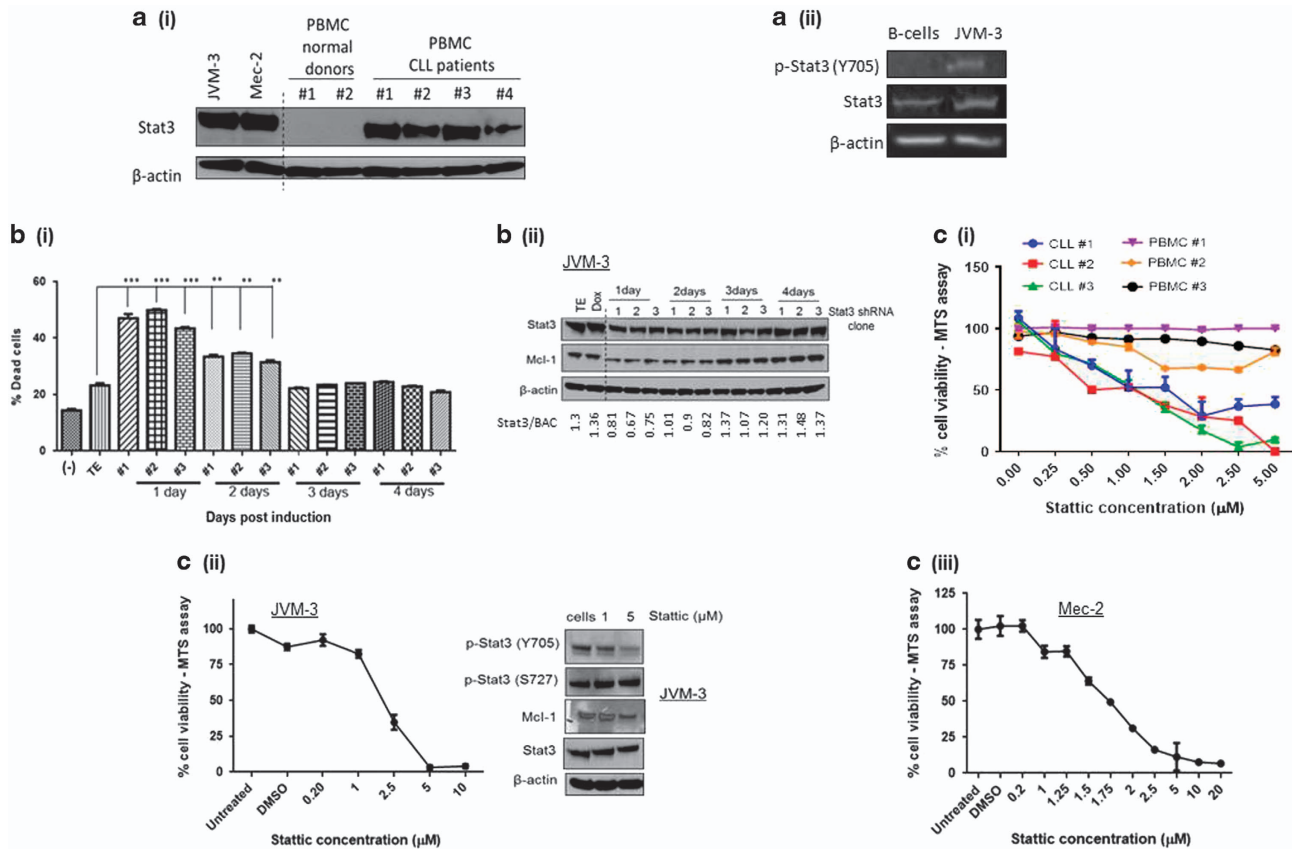 a (i)
PBMC
normal
donors
PBMC
CLL patients
JVM-3
Mec-2
#1 #2
#1 #2 #3 #4
Stat3
β-actin
a (ii)
B-cells JVM-3
p-Stat3 (Y705)
Stat3
β-actin
b (i)
% Dead cells
60
40
20
0
*** *** *** ** ** **
(-) TE #1 #2 #3 #1 #2 #3 #1 #2 #3 #1 #2 #3
1 day 2 days 3 days 4 days
Days post induction
b (ii)
JVM-3
TE
Dox
1day 2days 3days 4days
1 2 3 1 2 3 1 2 3 1 2 3 Stat3 shRNA
clone
Stat3
Mcl-1
β-actin
Stat3/BAC 1.3 1.36 0.81 0.67 0.75 1.01 0.9 0.82 1.37 1.07 1.20 1.31 1.48 1.37
c (i)
CLL #1 PBMC #1
CLL #2 PBMC #2
CLL #3 PBMC #3
% cell viability - MTS assay
150
100
50
0
0.00 0.25 0.50 1.00 1.50 2.00 2.50 5.00
Stattic concentration (μM)
c (ii)
JVM-3
% cell viability - MTS assay
100
75
50
25
0
Untreated DMSO 0.20 1 2.5 5 10
Stattic concentration (μM)
cells 1 5 Stattic (μM)
p-Stat3 (Y705)
p-Stat3 (S727)
Mcl-1
Stat3
β-actin
JVM-3
c (iii)
Mec-2
% cell viability - MTS assay
125
100
75
50
25
0
Untreated DMSO 0.2 1 1.25 1.5 1.75 2 2.5 5 10 20
Stattic concentration (μM)